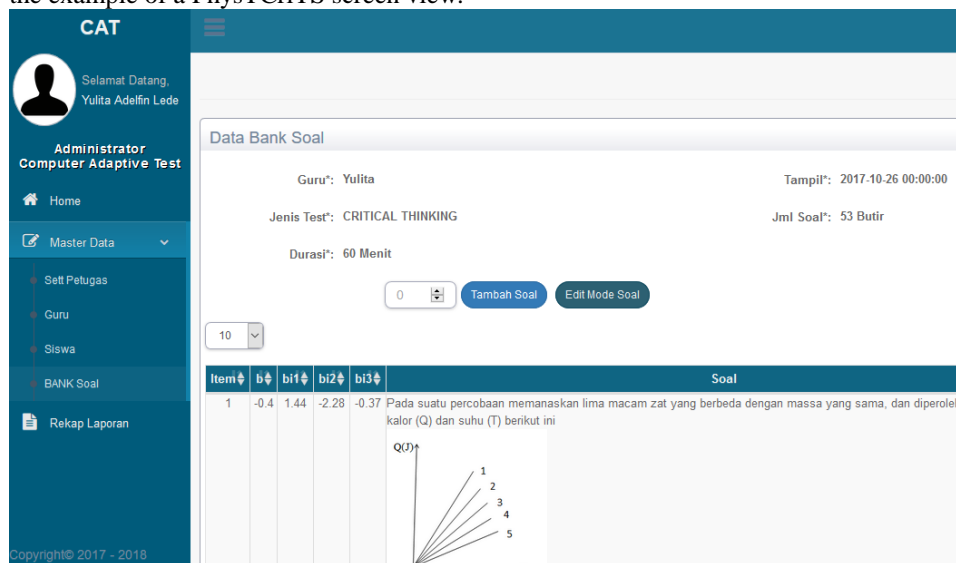 the example of a PhysTCriTS screen view.
CAT
Selamat Datang,
Yulita Adelfin Lede
Administrator
Computer Adaptive Test
Home
Master Data
Sett Petugas
Guru
Siswa
BANK Soal
Rekap Laporan
Copyright© 2017 - 2018
Data Bank Soal
Guru*: Yulita
Tampil*: 2017-10-26 00:00:00
Jenis Test*: CRITICAL THINKING
Jml Soal*: 53 Butir
Durasi*: 60 Menit
0 Tambah Soal Edit Mode Soal
10
Item b bi1 bi2 bi3 Soal
1 -0.4 1.44 -2.28 -0.37 Pada suatu percobaan memanaskan lima macam zat yang berbeda dengan massa yang sama, dan diperole
kalor (Q) dan suhu (T) berikut ini
Q(J)
1
2
3
4
5